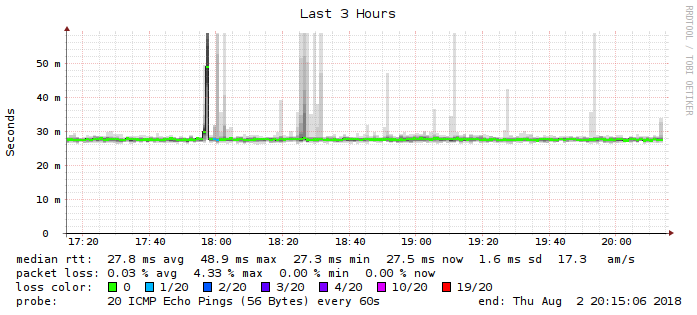 Last 3 Hours
RRDTOOL / TOBI OETIKER
Seconds
50 m
40 m
30 m
20 m
10 m
0
17:20 17:40 18:00 18:20 18:40 19:00 19:20 19:40 20:00
median rtt: 27.8 ms avg 48.9 ms max 27.3 ms min 27.5 ms now 1.6 ms sd 17.3 am/s
packet loss: 0.03 % avg 4.33 % max 0.00 % min 0.00 % now
loss color: 0 1/20 2/20 3/20 4/20 10/20 19/20
probe: 20 ICMP Echo Pings (56 Bytes) every 60s end: Thu Aug 2 20:15:06 2018